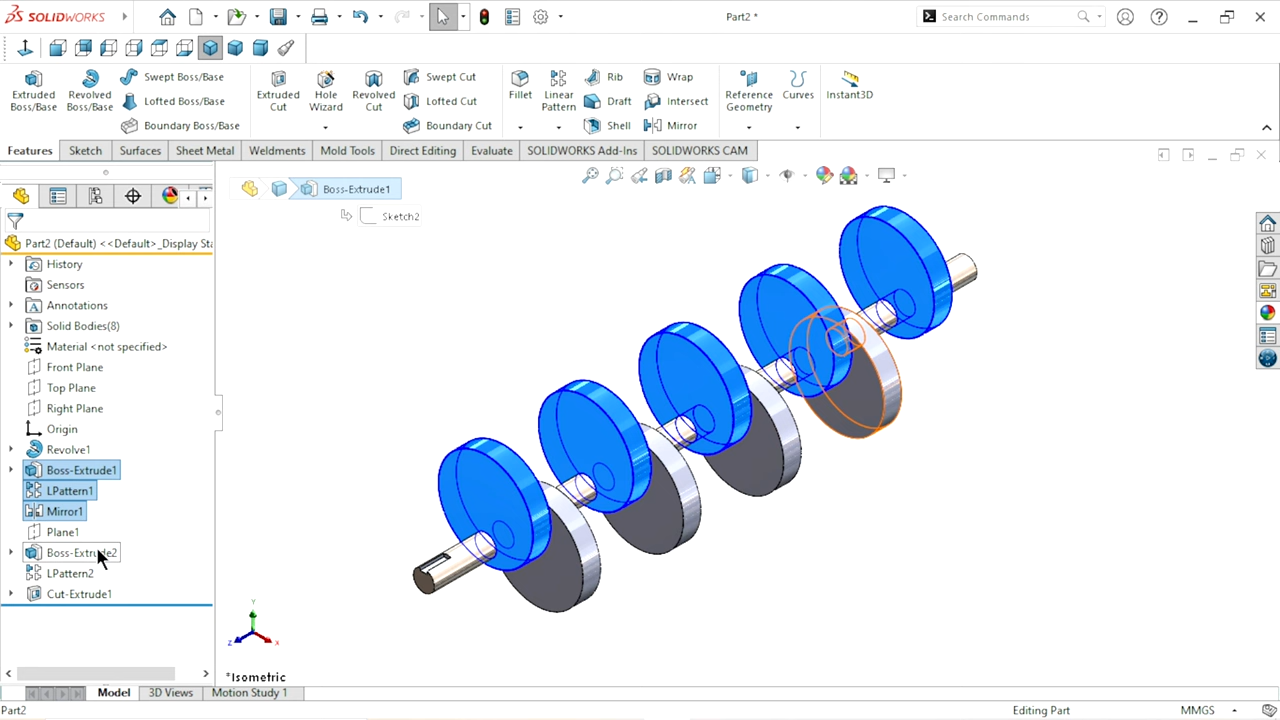 SOLIDWORKS
Part2 *
Search Commands
Extruded Boss/Base
Revolved Boss/Base
Swept Boss/Base
Lofted Boss/Base
Boundary Boss/Base
Extruded Cut
Hole Wizard
Revolved Cut
Swept Cut
Lofted Cut
Boundary Cut
Fillet
Linear Pattern
Rib
Draft
Shell
Wrap
Intersect
Mirror
Reference Geometry
Curves
Instant3D
Features
Sketch
Surfaces
Sheet Metal
Weldments
Mold Tools
Direct Editing
Evaluate
SOLIDWORKS Add-Ins
SOLIDWORKS CAM
Boss-Extrude1
Sketch2
Part2 (Default) <<Default>_Display Sta
History
Sensors
Annotations
Solid Bodies(8)
Material <not specified>
Front Plane
Top Plane
Right Plane
Origin
Revolve1
Boss-Extrude1
LPattern1
Mirror1
Plane1
Boss-Extrude2
LPattern2
Cut-Extrude1
Y
Z
X
*Isometric
Model
3D Views
Motion Study 1
Part2
Editing Part
MMGS